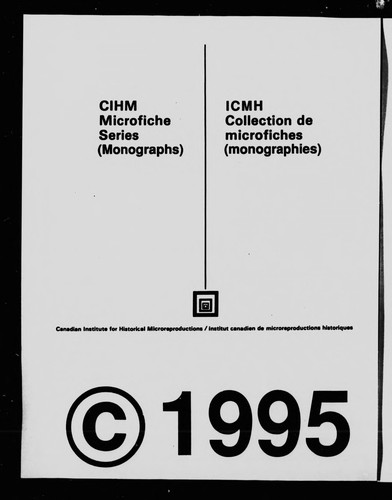 CIHM
Microfiche
Series
(Monographs)
ICMH
Collection de
microfiches
(monographies)
Canadian Institute for Historical Microreproductions / Institut canadien de microreproductions historiques
©1995